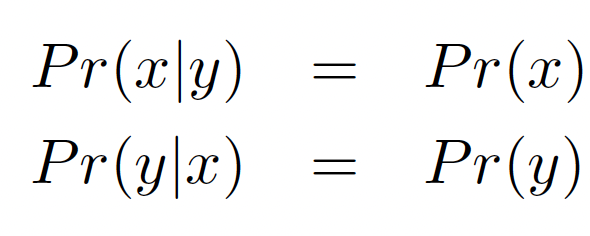 Pr(x|y) = Pr(x)
Pr(y|x) = Pr(y)